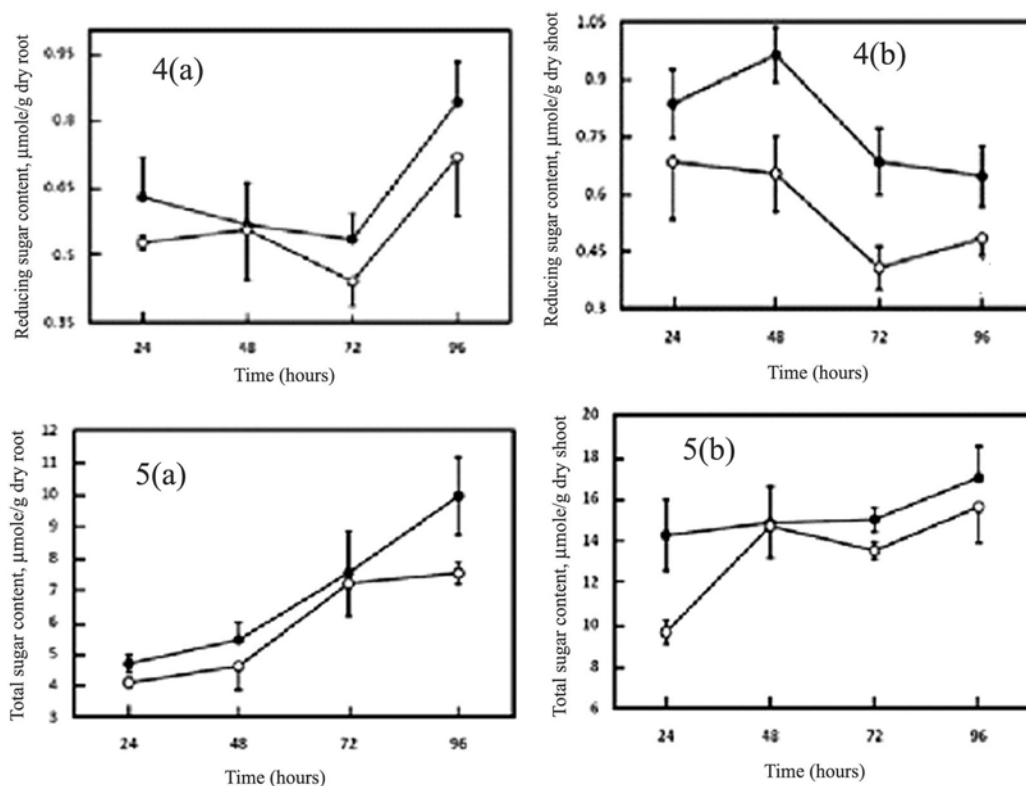 Reducing sugar content, µmole/g dry root
0.95
0.8
0.65
0.5
0.35
4(a)
24 48 72 96
Time (hours)
Reducing sugar content, µmole/g dry shoot
1.05
0.9
0.75
0.6
0.45
0.3
4(b)
24 48 72 96
Time (hours)
Total sugar content, µmole/g dry root
12
11
10
9
8
7
6
5
4
3
5(a)
24 48 72 96
Time (hours)
Total sugar content, µmole/g dry shoot
20
18
16
14
12
10
8
6
5(b)
24 48 72 96
Time (hours)